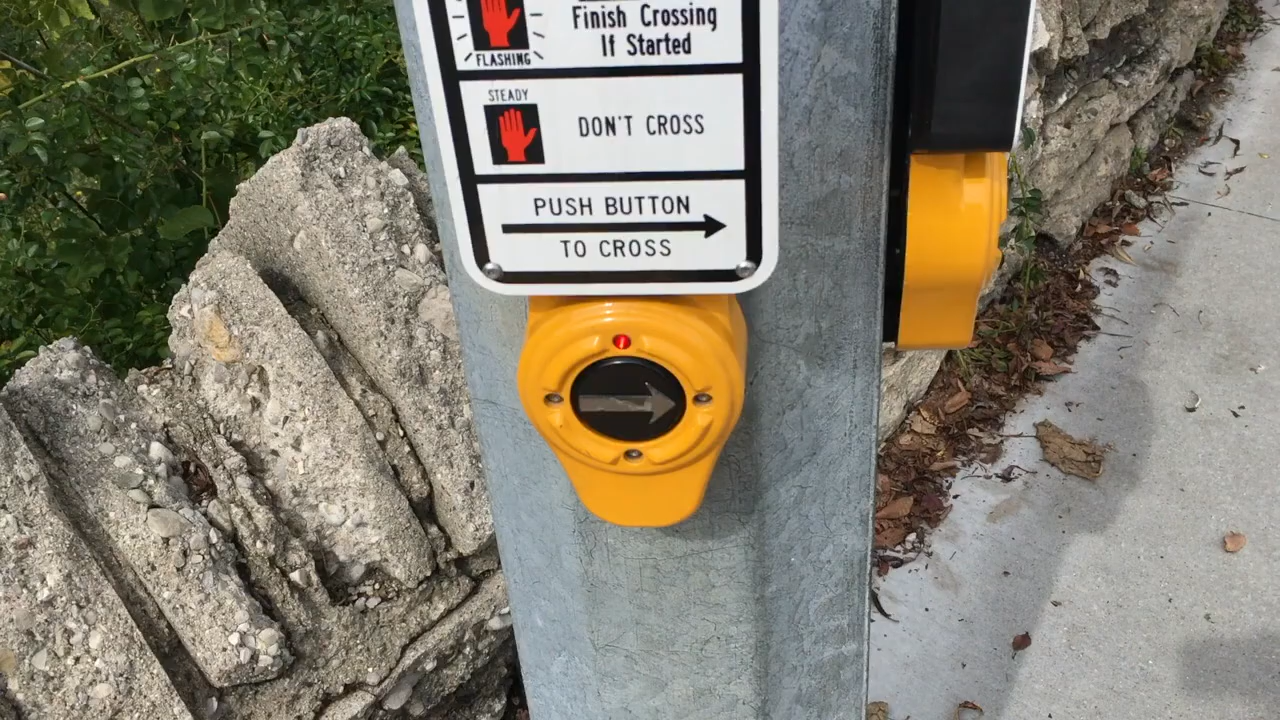 Finish Crossing
If Started
FLASHING
STEADY
DON'T CROSS
PUSH BUTTON
TO CROSS